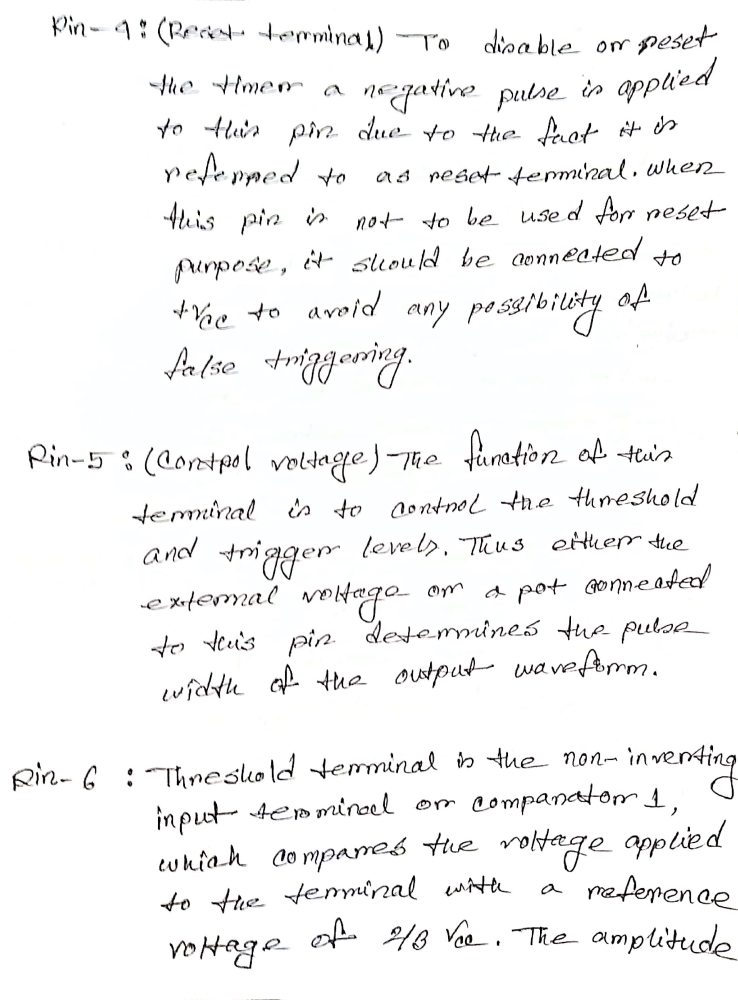 Pin-4: (Reset terminal) To disable or reset
the timer a negative pulse is applied
to this pin due to the fact it is
referred to as reset terminal. When
this pin is not to be used for reset
purpose, it should be connected to
+Vcc to avoid any possibility of
false triggering.
Pin-5: (Control voltage) The function of this
terminal is to control the threshold
and trigger levels. Thus either the
external voltage or a pot connected
to this pin determines the pulse
width of the output waveform.
Pin-6 : Threshold terminal is the non-inverting
input terminal or comparator 1,
which compares the voltage applied
to the terminal with a reference
voltage of 2/3 Vcc. The amplitude